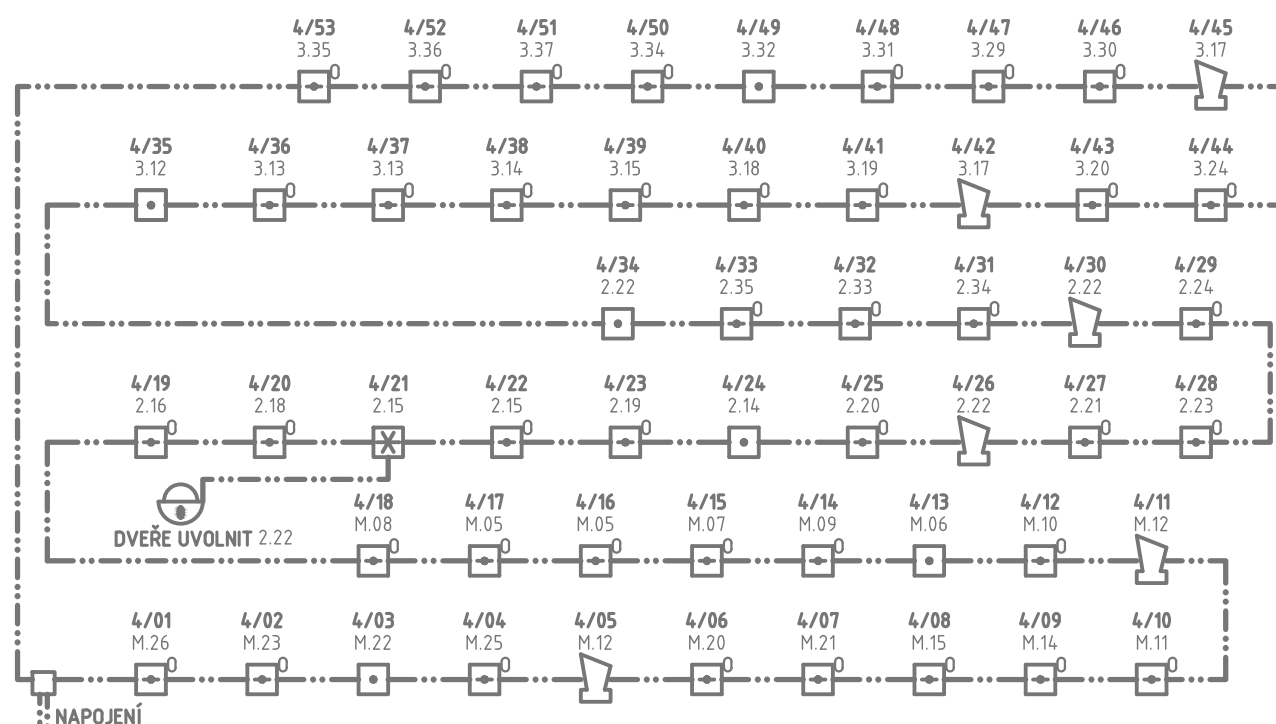 4/53 4/52 4/51 4/50 4/49 4/48 4/47 4/46 4/45
3.35 3.36 3.37 3.34 3.32 3.31 3.29 3.30 3.17
4/35 4/36 4/37 4/38 4/39 4/40 4/41 4/42 4/43 4/44
3.12 3.13 3.13 3.14 3.15 3.18 3.19 3.17 3.20 3.24
4/34 4/33 4/32 4/31 4/30 4/29
2.22 2.35 2.33 2.34 2.22 2.24
4/19 4/20 4/21 4/22 4/23 4/24 4/25 4/26 4/27 4/28
2.16 2.18 2.15 2.15 2.19 2.14 2.20 2.22 2.21 2.23
DVEŘE UVOLNIT 2.22
4/18 4/17 4/16 4/15 4/14 4/13 4/12 4/11
M.08 M.05 M.05 M.07 M.09 M.06 M.10 M.12
4/01 4/02 4/03 4/04 4/05 4/06 4/07 4/08 4/09 4/10
M.26 M.23 M.22 M.25 M.12 M.20 M.21 M.15 M.14 M.11
NAPOJENÍ